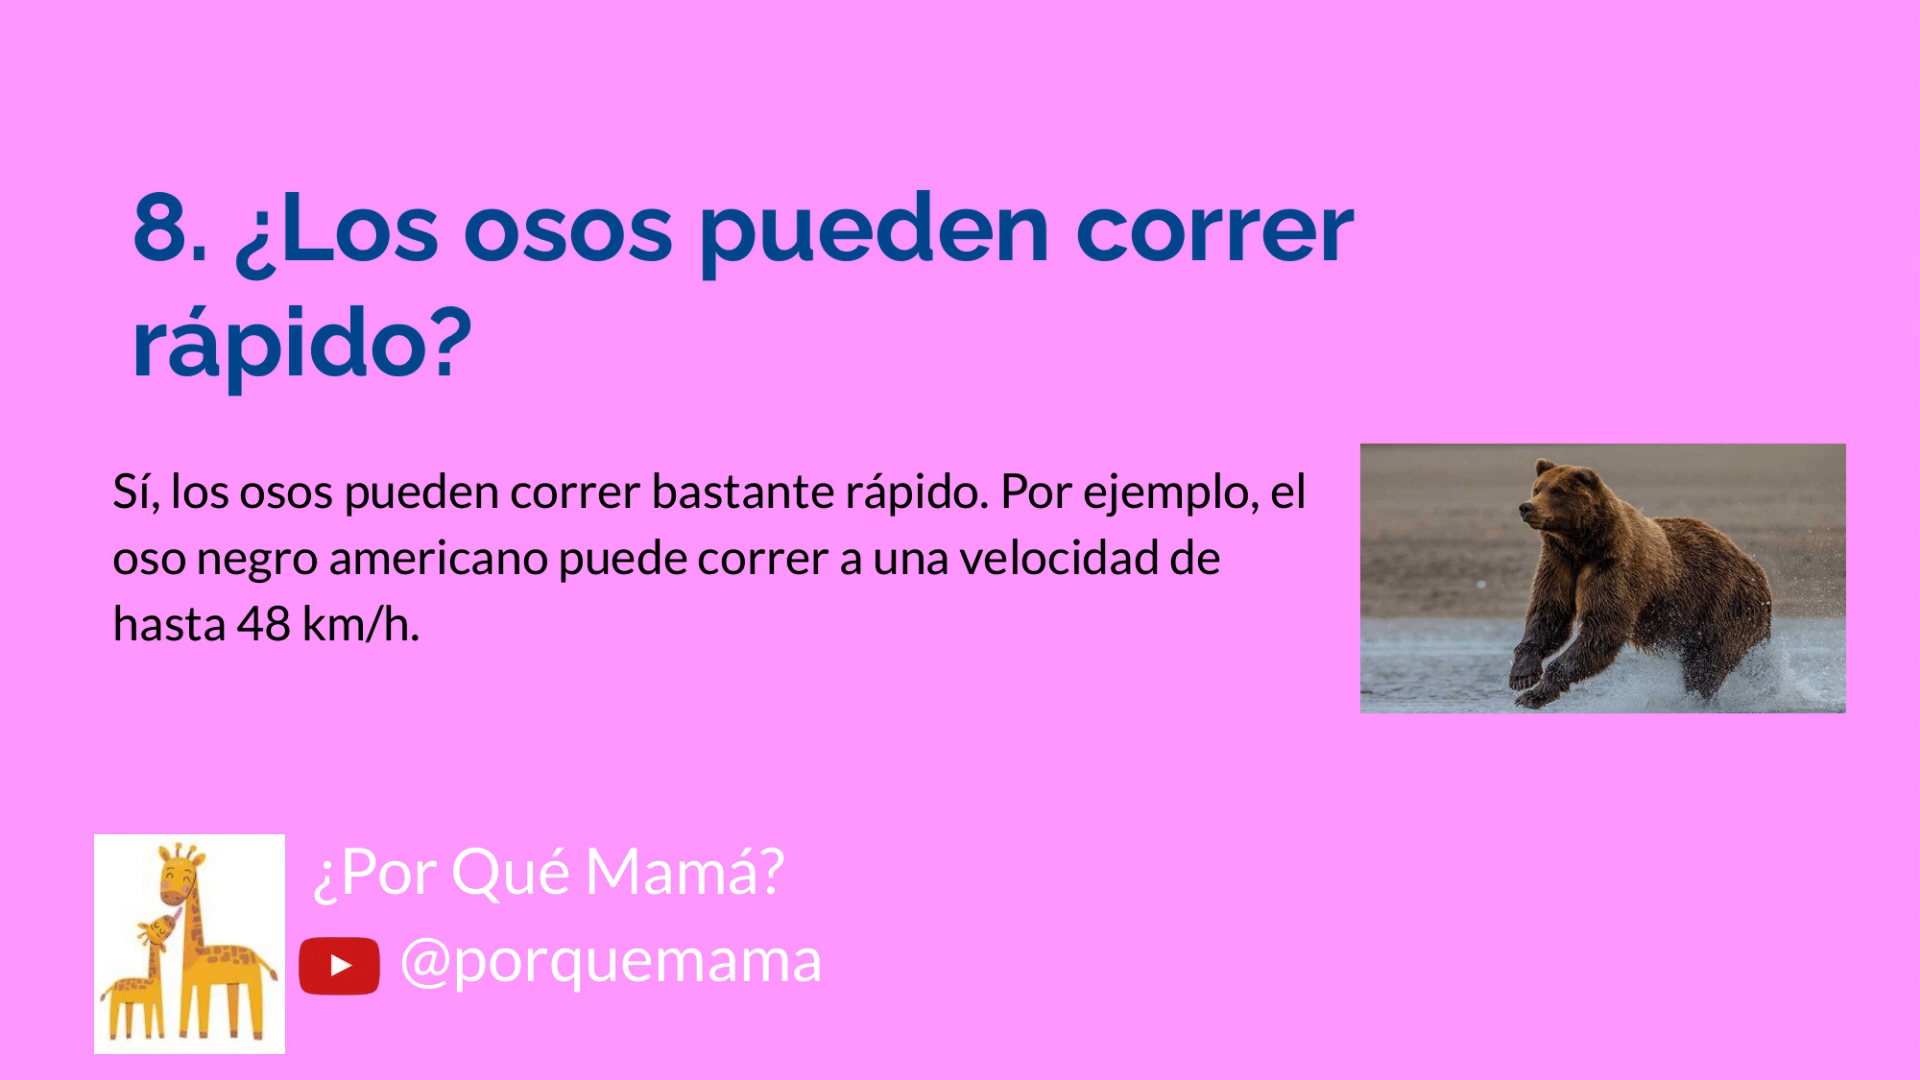 8. ¿Los osos pueden correr
rápido?
Sí, los osos pueden correr bastante rápido. Por ejemplo, el
oso negro americano puede correr a una velocidad de
hasta 48 km/h.
¿Por Qué Mamá?
@porquemama